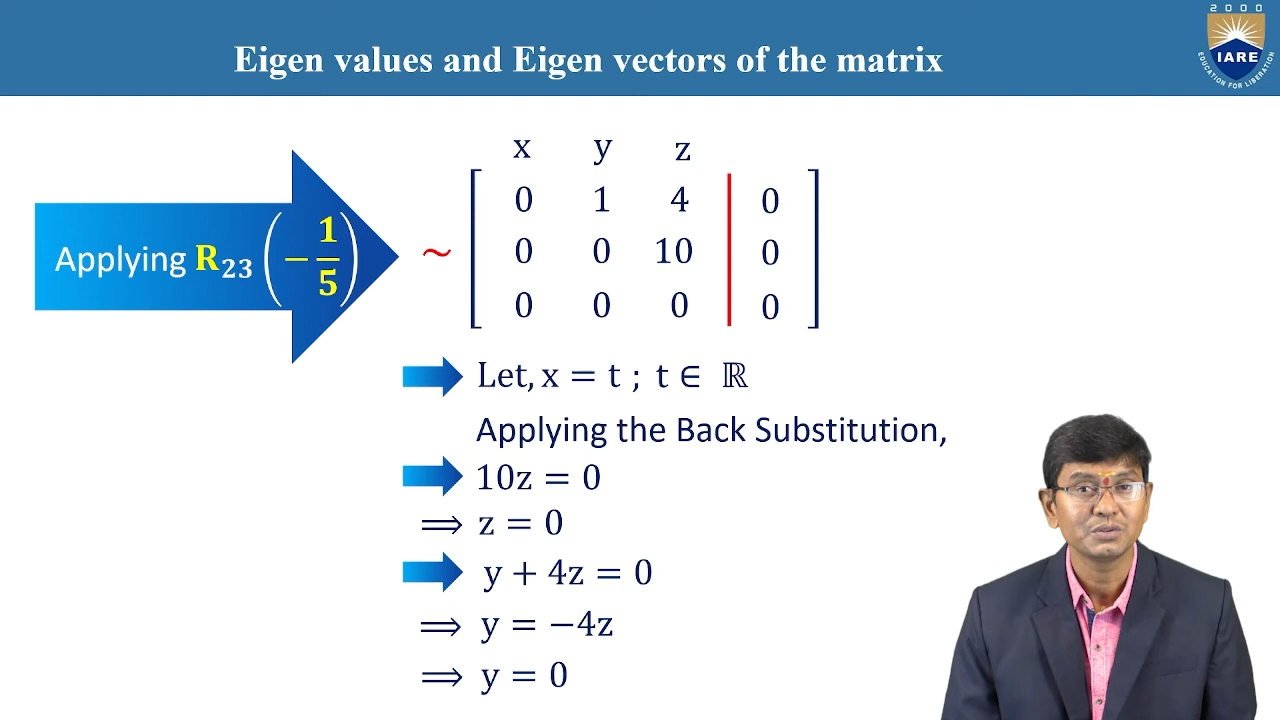 2000
IARE
EDUCATION FOR LIBERATION
Eigen values and Eigen vectors of the matrix
Applying R₂₃(−1/5)
x y z
~ [ 0 1 4 | 0 ]
[ 0 0 10 | 0 ]
[ 0 0 0 | 0 ]
Let, x = t ; t ∈ ℝ
Applying the Back Substitution,
10z = 0
⟹ z = 0
y + 4z = 0
⟹ y = −4z
⟹ y = 0